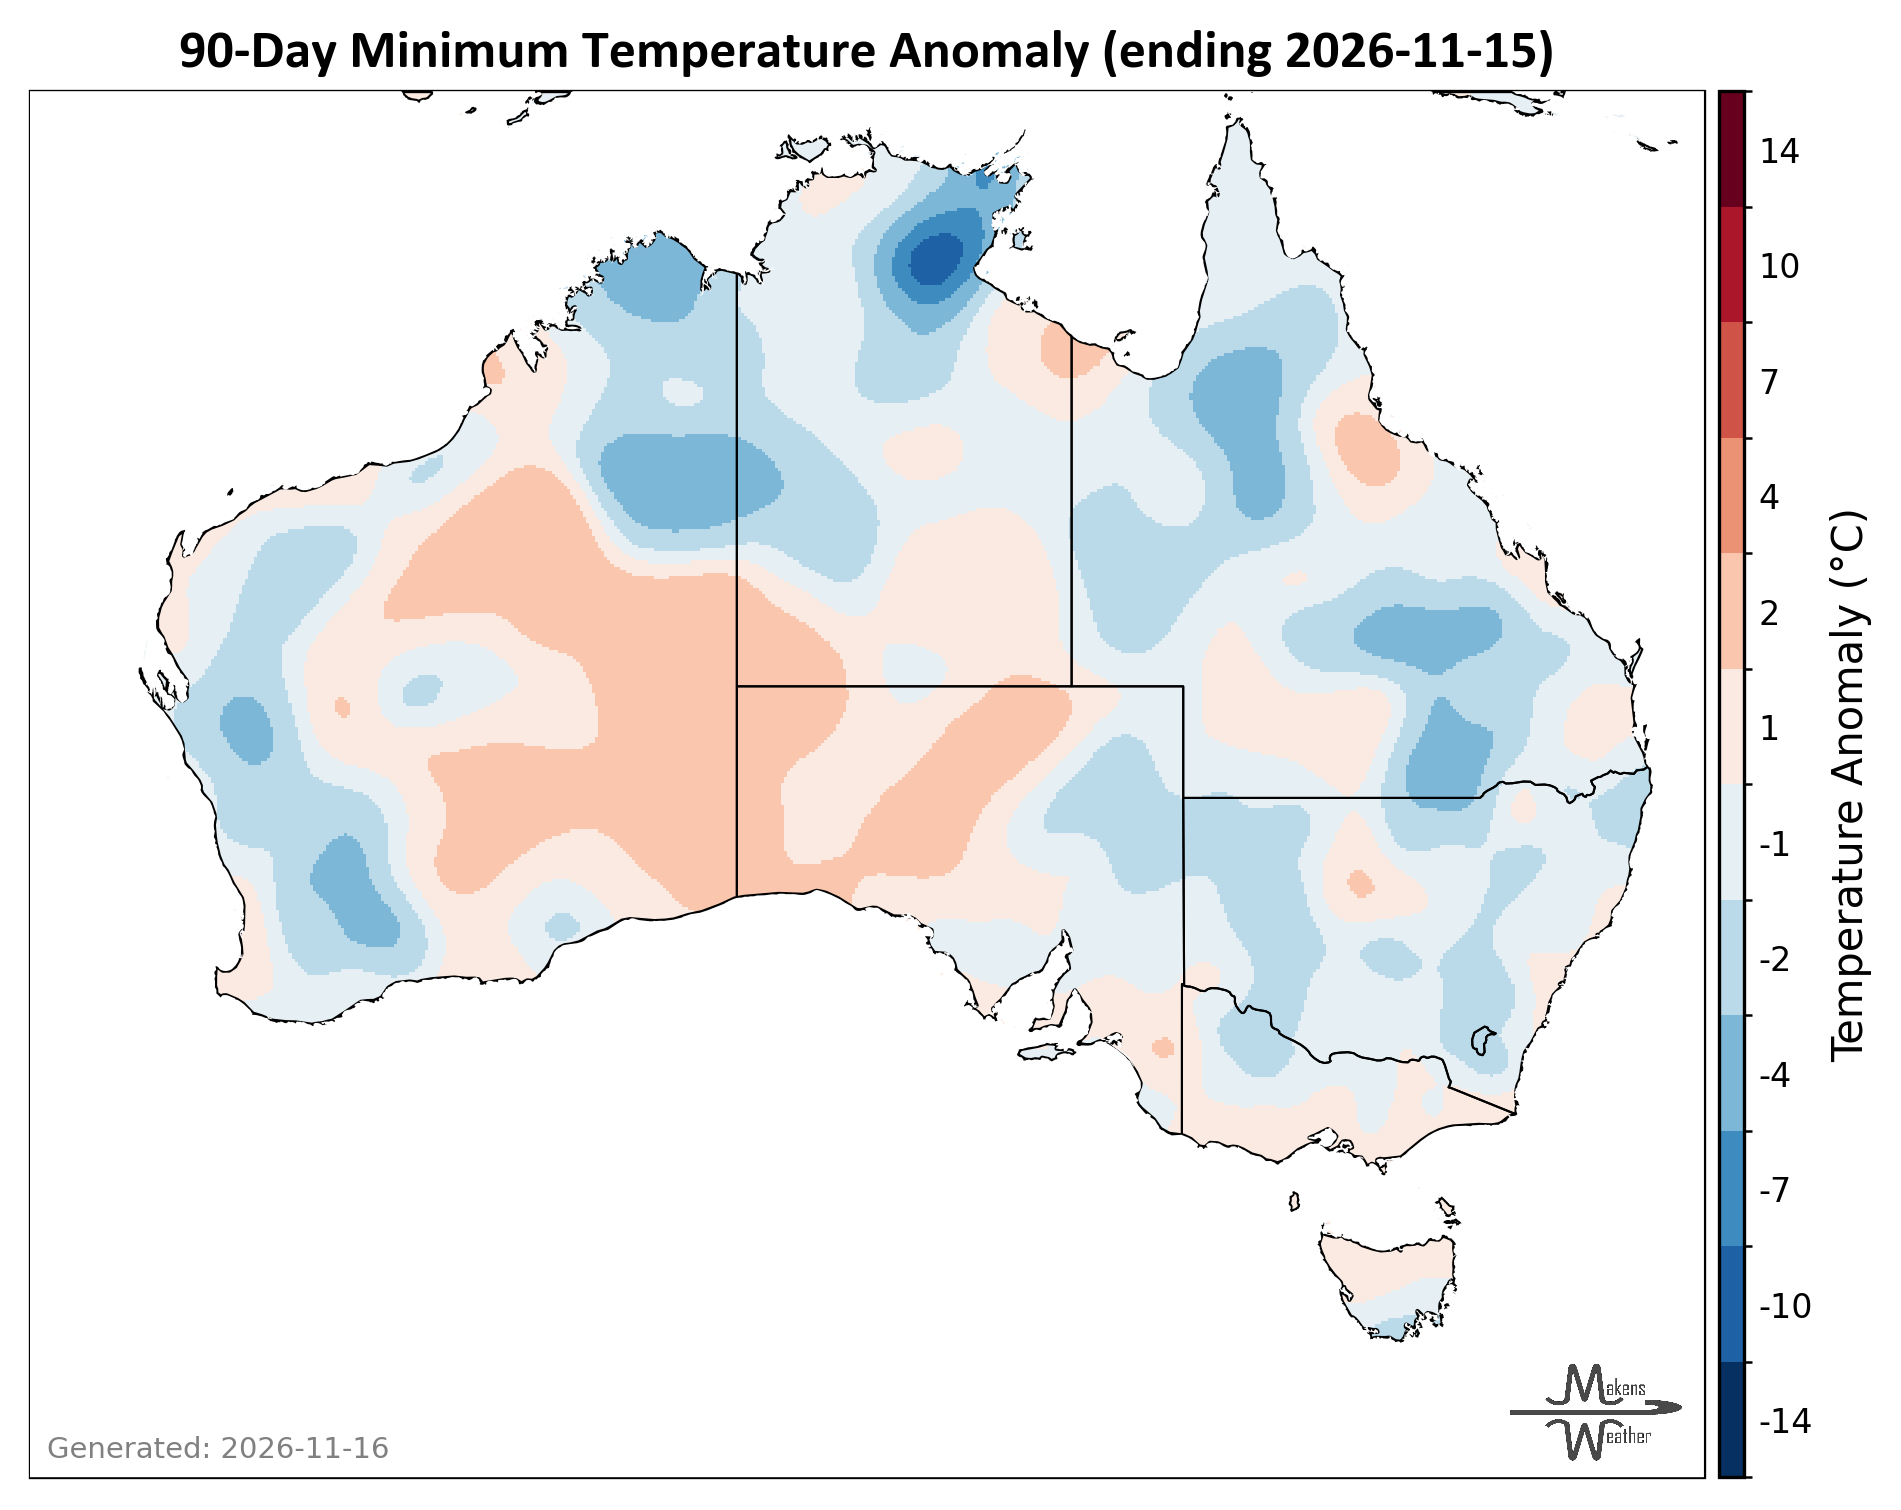 90-Day Minimum Temperature Anomaly (ending 2026-11-15)
14
10
7
4
2
1
-1
-2
-4
-7
-10
-14
Temperature Anomaly (°C)
Makens
Weather
Generated: 2026-11-16